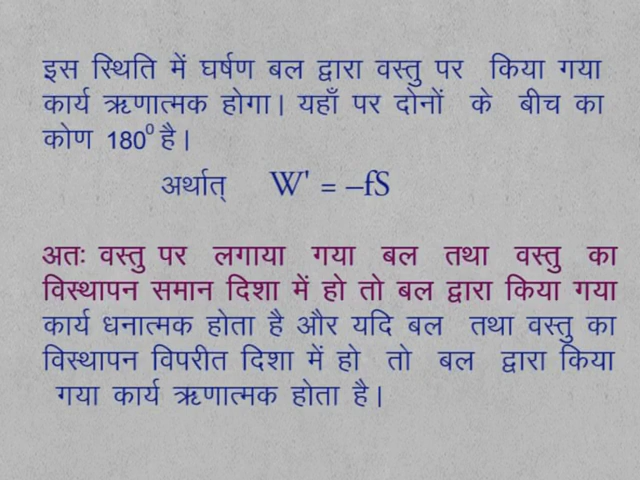 इस स्थिति में घर्षण बल द्वारा वस्तु पर किया गया
कार्य ऋणात्मक होगा। यहाँ पर दोनों के बीच का
कोण 180⁰ है।
अर्थात् W' = –fS
अतः वस्तु पर लगाया गया बल तथा वस्तु का
विस्थापन समान दिशा में हो तो बल द्वारा किया गया
कार्य धनात्मक होता है और यदि बल तथा वस्तु का
विस्थापन विपरीत दिशा में हो तो बल द्वारा किया
गया कार्य ऋणात्मक होता है।